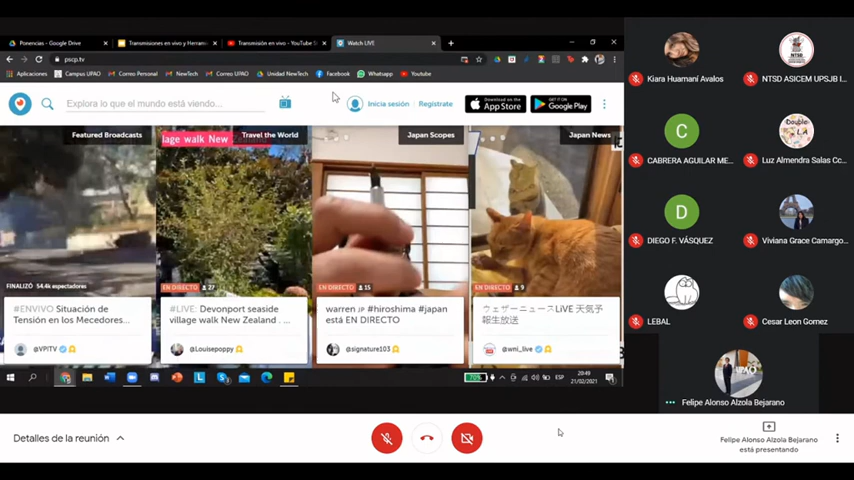 Ponencias - Google Drive
Transmisiones en vivo y Herram
Transmisión en vivo - YouTube S
Watch LIVE
pscp.tv
Aplicaciones
Campus UPAO
Correo Personal
NewTech
Correo UPAO
Unidad NewTech
Facebook
Whatsapp
Youtube
Explora lo que el mundo está viendo...
Inicia sesión
Regístrate
Download on the
App Store
GET IT ON
Google Play
Featured Broadcasts
lage walk New
Travel the World
Japan Scopes
Japan News
FINALIZÓ 54.4k espectadores
EN DIRECTO 27
EN DIRECTO 15
EN DIRECTO 9
#ENVIVO Situación de
Tensión en los Mecedores...
@VPITV
#LIVE: Devonport seaside
village walk New Zealand . ...
@Louisepoppy
warren JP #hiroshima #japan
está EN DIRECTO
@signature103
ウェザーニュースLiVE 天気予
報生放送
@wni_live
ESP
20:49
21/02/2021
Kiara Huamaní Avalos
NTSD ASICEM UPSJB I...
C
CABRERA AGUILAR ME...
Double
Luz Almendra Salas Cc...
D
DIEGO F. VÁSQUEZ
Viviana Grace Camargo...
LEBAL
Cesar Leon Gomez
UPAO
Felipe Alonso Alzola Bejarano
Detalles de la reunión
Felipe Alonso Alzola Bejarano
está presentando